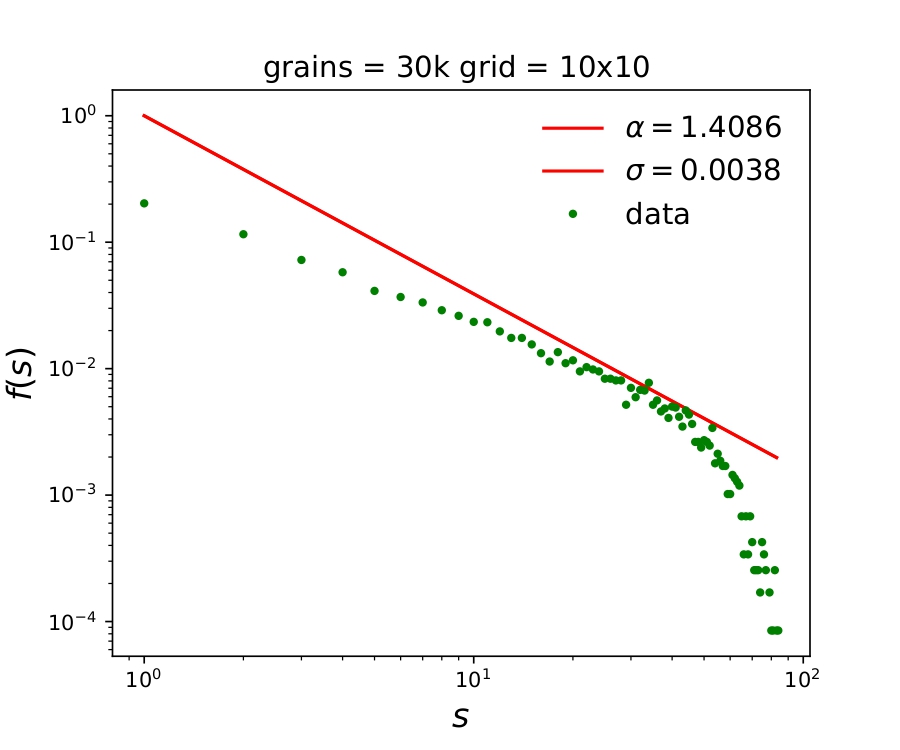 grains = 30k grid = 10x10
α = 1.4086
σ = 0.0038
data
10⁰
10⁻¹
10⁻²
10⁻³
10⁻⁴
f(s)
10⁰ 10¹ 10²
s